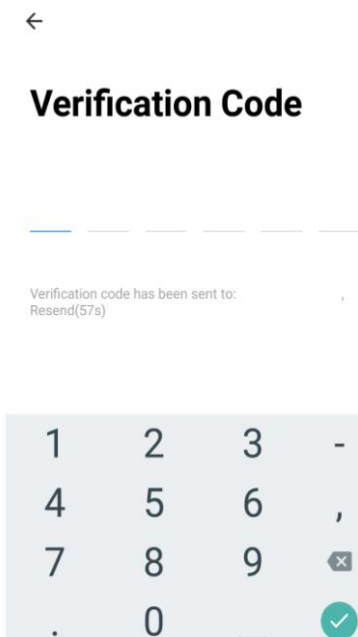 Verification Code
Verification code has been sent to: ,
Resend(57s)
1 2 3 -
4 5 6 ,
7 8 9
. 0